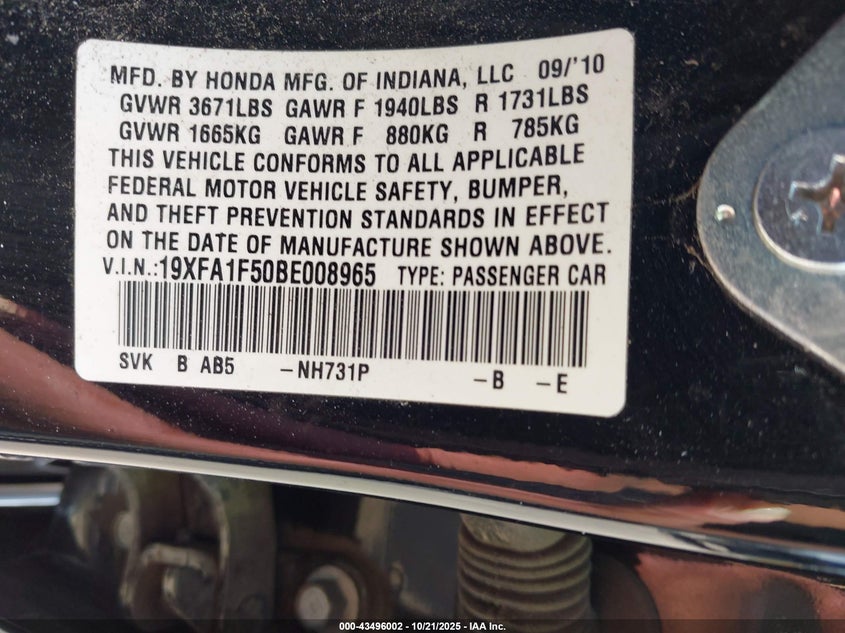 MFD. BY HONDA MFG. OF INDIANA, LLC 09/'10
GVWR 3671LBS GAWR F 1940LBS R 1731LBS
GVWR 1665KG GAWR F 880KG R 785KG
THIS VEHICLE CONFORMS TO ALL APPLICABLE
FEDERAL MOTOR VEHICLE SAFETY, BUMPER,
AND THEFT PREVENTION STANDARDS IN EFFECT
ON THE DATE OF MANUFACTURE SHOWN ABOVE.
V.I.N.:19XFA1F50BE008965 TYPE: PASSENGER CAR
SVK B AB5 -NH731P -B -E
000-43496002 - 10/21/2025 - IAA Inc.